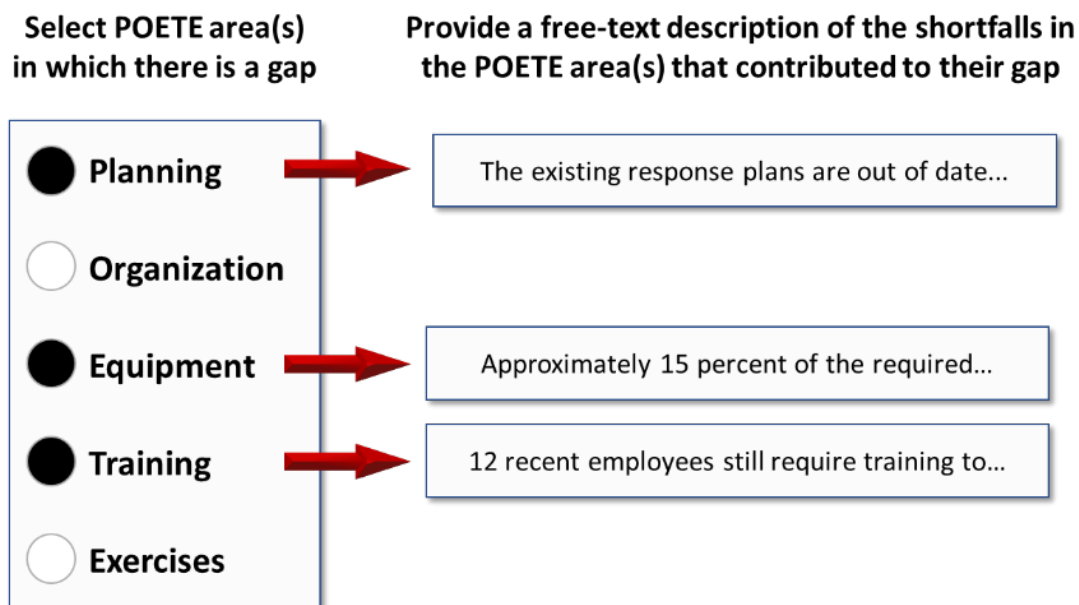 Select POETE area(s)
in which there is a gap
Provide a free-text description of the shortfalls in
the POETE area(s) that contributed to their gap
Planning
The existing response plans are out of date...
Organization
Equipment
Approximately 15 percent of the required...
Training
12 recent employees still require training to...
Exercises